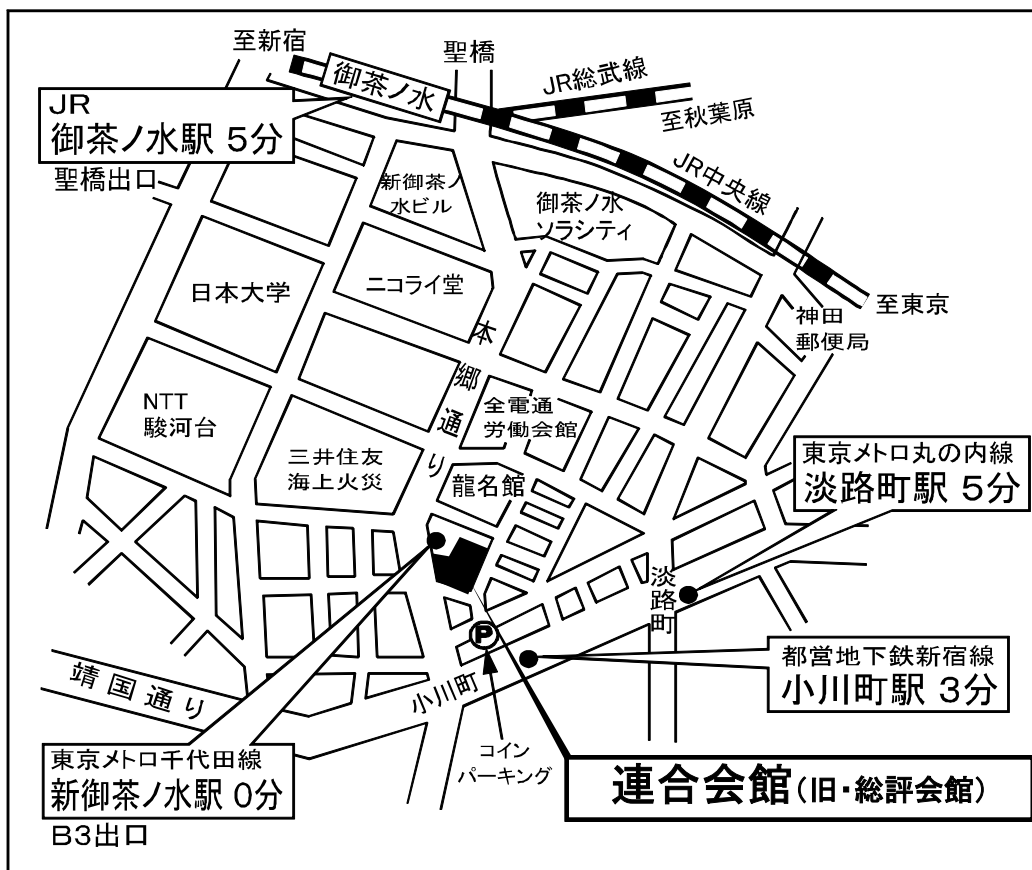 至新宿
聖橋
御茶ノ水
JR総武線
至秋葉原
JR
御茶ノ水駅 5分
聖橋出口
JR中央線
新御茶ノ
水ビル
御茶ノ水
ソラシティ
日本大学
ニコライ堂
至東京
神田
郵便局
本郷通り
NTT
駿河台
全電通
労働会館
三井住友
海上火災
龍名館
東京メトロ丸の内線
淡路町駅 5分
淡路町
P
都営地下鉄新宿線
小川町駅 3分
靖国通り
小川町
コイン
パーキング
東京メトロ千代田線
新御茶ノ水駅 0分
B3出口
連合会館(旧・総評会館)